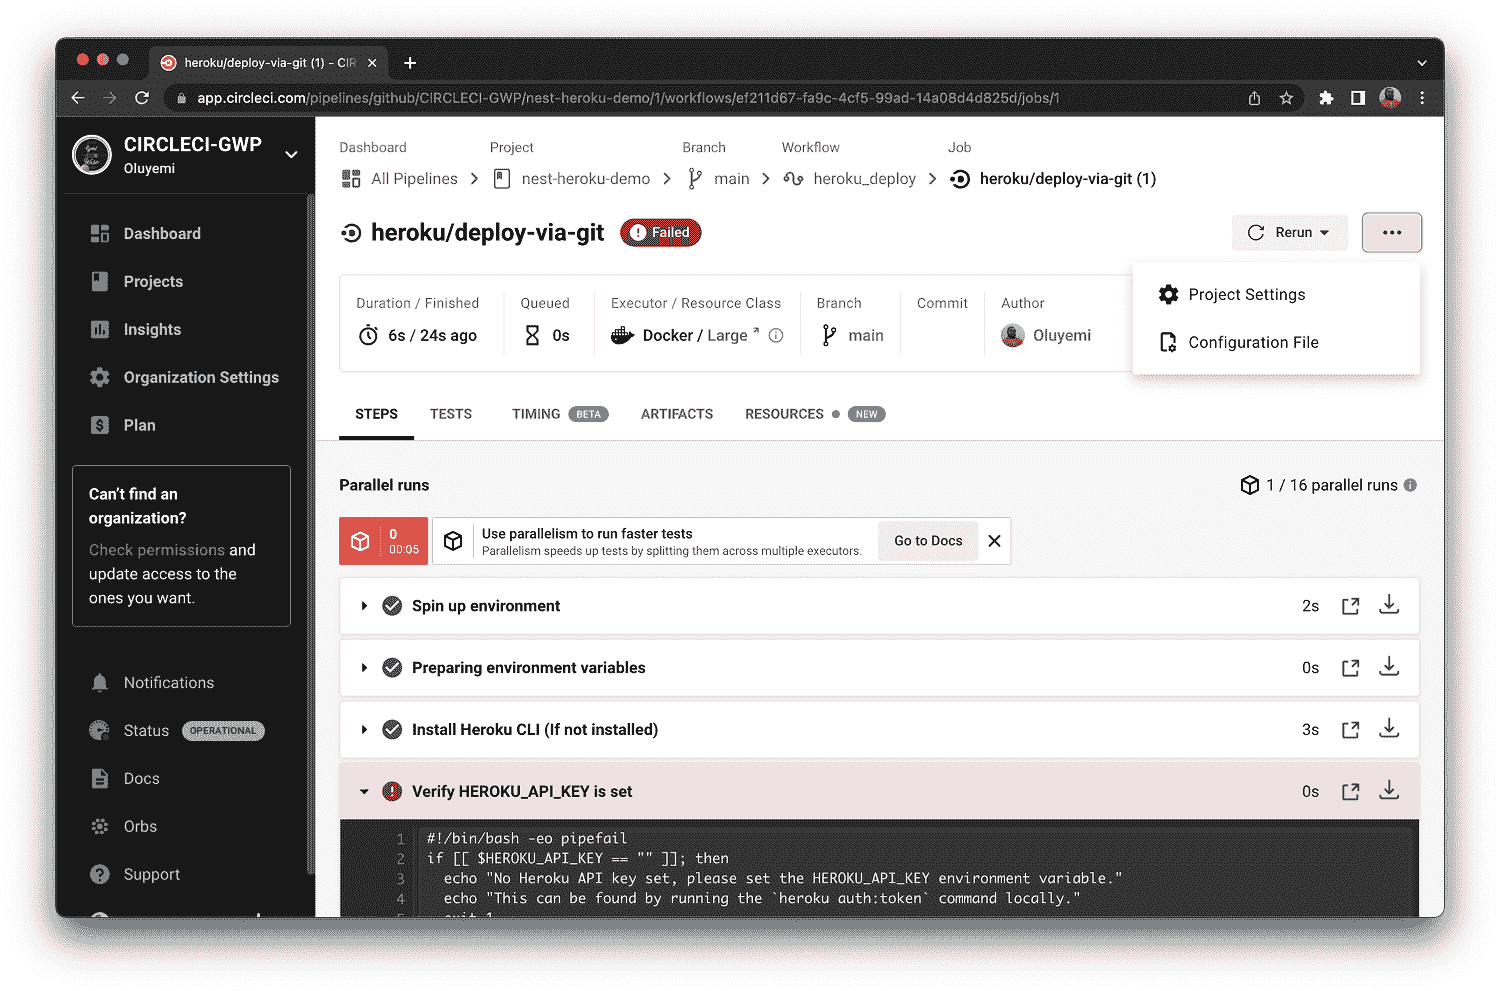 heroku/deploy-via-git (1) - CIR
app.circleci.com/pipelines/github/CIRCLECI-GWP/nest-heroku-demo/1/workflows/ef211d67-fa9c-4cf5-99ad-14a08d4d825d/jobs/1
CIRCLECI-GWP
Oluyemi
Dashboard
Projects
Insights
Organization Settings
Plan
Can't find an
organization?
Check permissions and
update access to the
ones you want.
Notifications
Status OPERATIONAL
Docs
Orbs
Support
Dashboard Project Branch Workflow Job
All Pipelines nest-heroku-demo main heroku_deploy heroku/deploy-via-git (1)
heroku/deploy-via-git Failed Rerun
Project Settings
Configuration File
Duration / Finished Queued Executor / Resource Class Branch Commit Author
6s / 24s ago 0s Docker / Large main Oluyemi
STEPS TESTS TIMING BETA ARTIFACTS RESOURCES NEW
Parallel runs 1 / 16 parallel runs
0
00:05
Use parallelism to run faster tests
Parallelism speeds up tests by splitting them across multiple executors.
Go to Docs
Spin up environment 2s
Preparing environment variables 0s
Install Heroku CLI (If not installed) 3s
Verify HEROKU_API_KEY is set 0s
1 #!/bin/bash -eo pipefail
2 if [[ $HEROKU_API_KEY == "" ]]; then
3 echo "No Heroku API key set, please set the HEROKU_API_KEY environment variable."
4 echo "This can be found by running the `heroku auth:token` command locally."